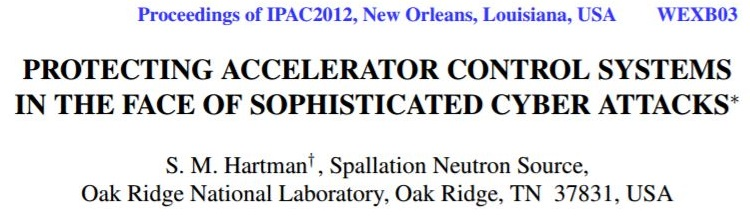 Proceedings of IPAC2012, New Orleans, Louisiana, USA WEXB03
PROTECTING ACCELERATOR CONTROL SYSTEMS
IN THE FACE OF SOPHISTICATED CYBER ATTACKS*
S. M. Hartman†, Spallation Neutron Source,
Oak Ridge National Laboratory, Oak Ridge, TN 37831, USA